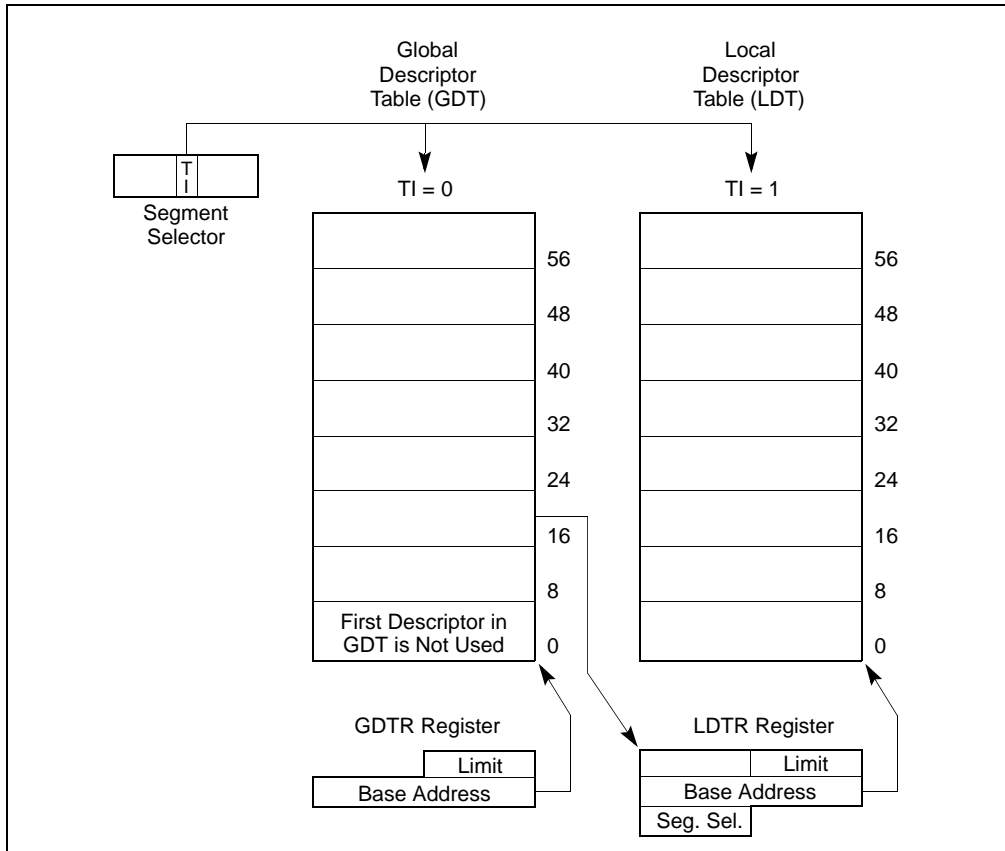 Global
Descriptor
Table (GDT)
Local
Descriptor
Table (LDT)
T
I
Segment
Selector
TI = 0
TI = 1
56
48
40
32
24
16
8
First Descriptor in
GDT is Not Used
0
56
48
40
32
24
16
8
0
GDTR Register
Limit
Base Address
LDTR Register
Limit
Base Address
Seg. Sel.